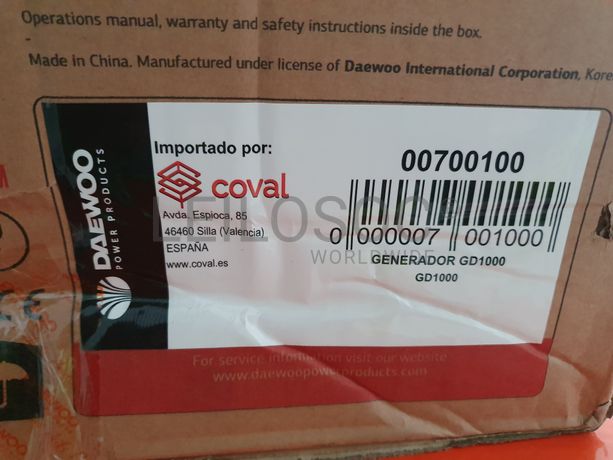 Operations manual, warranty and safety instructions inside the box.
Made in China. Manufactured under license of Daewoo International Corporation, Kore
DAEWOO
POWER PRODUCTS
Importado por:
coval
Avda. Espioca, 85
46460 Silla (Valencia)
ESPAÑA
www.coval.es
00700100
0 000007 001000
GENERADOR GD1000
GD1000
LEILOSOC
WORLDWIDE
For service information visit our website
www.daewoopowerproducts.com